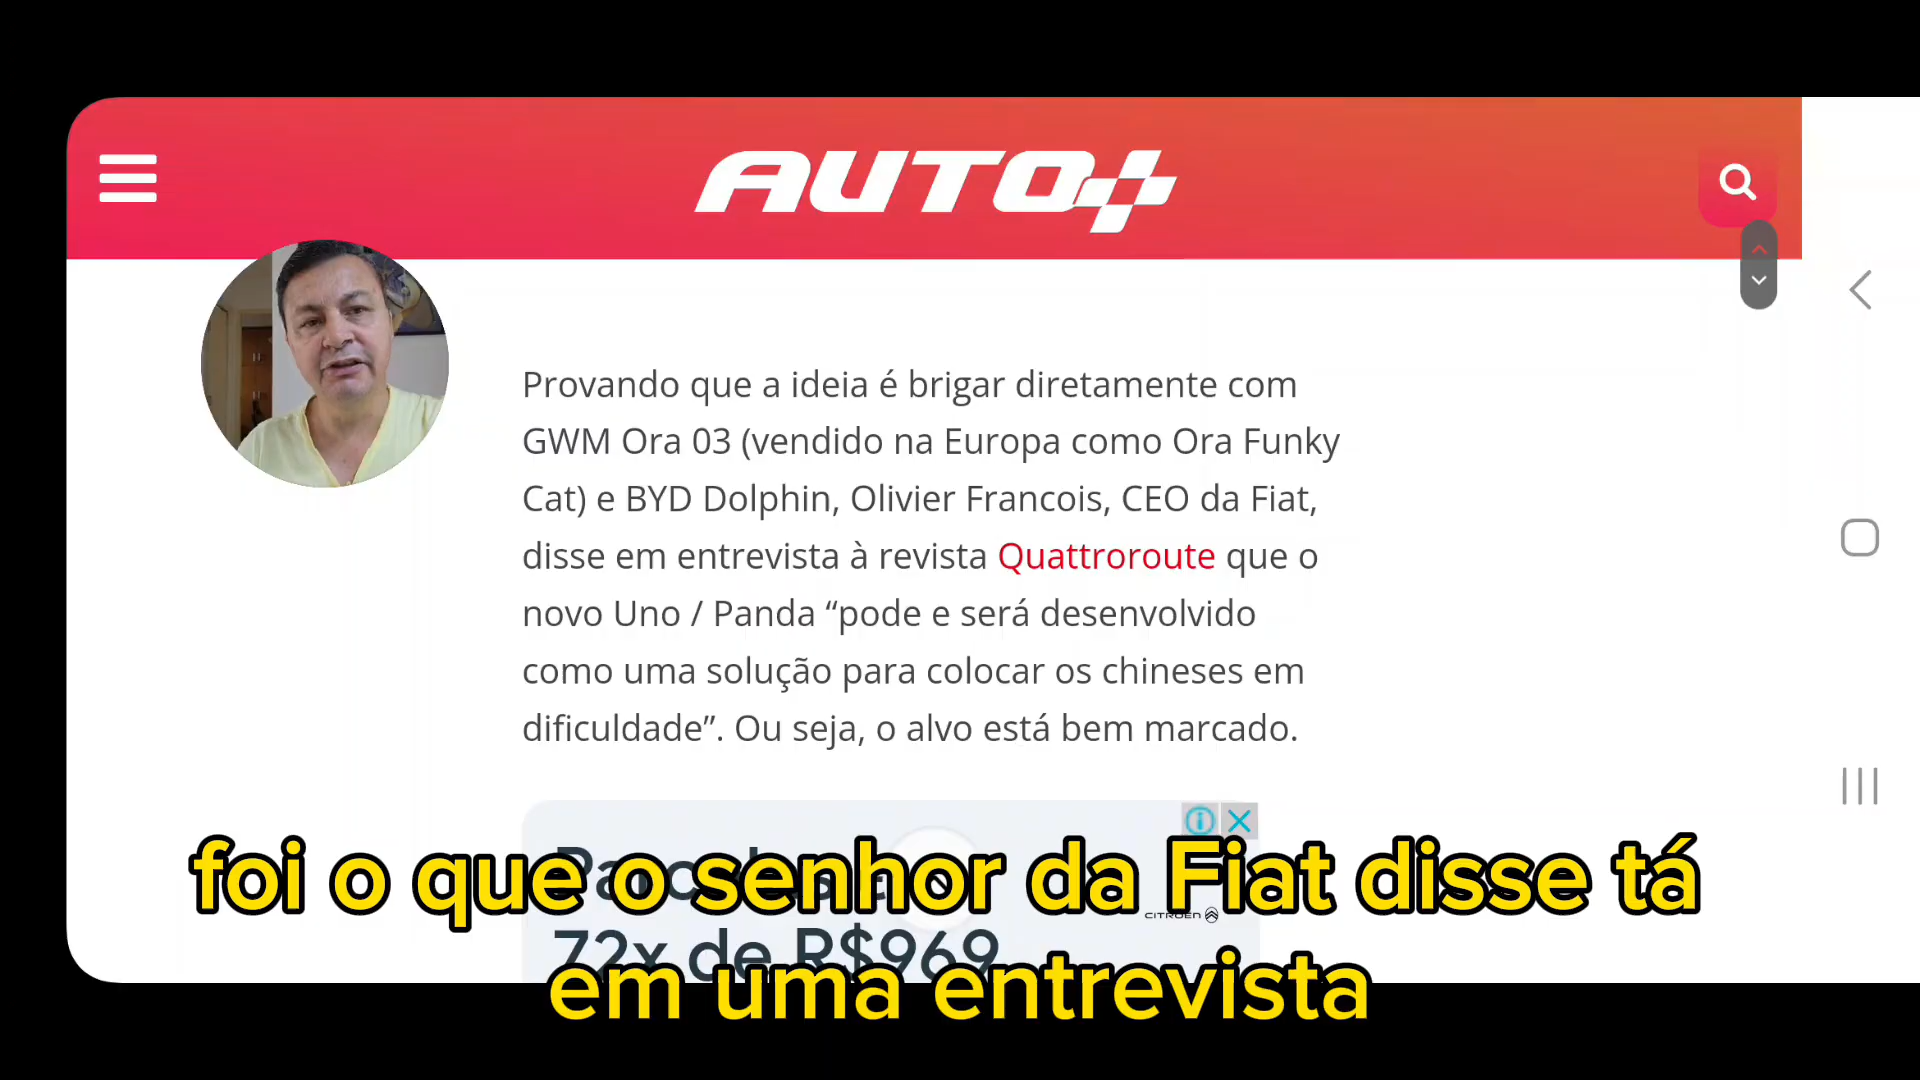 AUTO+
Provando que a ideia é brigar diretamente com
GWM Ora 03 (vendido na Europa como Ora Funky
Cat) e BYD Dolphin, Olivier Francois, CEO da Fiat,
disse em entrevista à revista Quattroroute que o
novo Uno / Panda “pode e será desenvolvido
como uma solução para colocar os chineses em
dificuldade”. Ou seja, o alvo está bem marcado.
foi o que o senhor da Fiat disse tá
CITROËN
72x de R$969
em uma entrevista